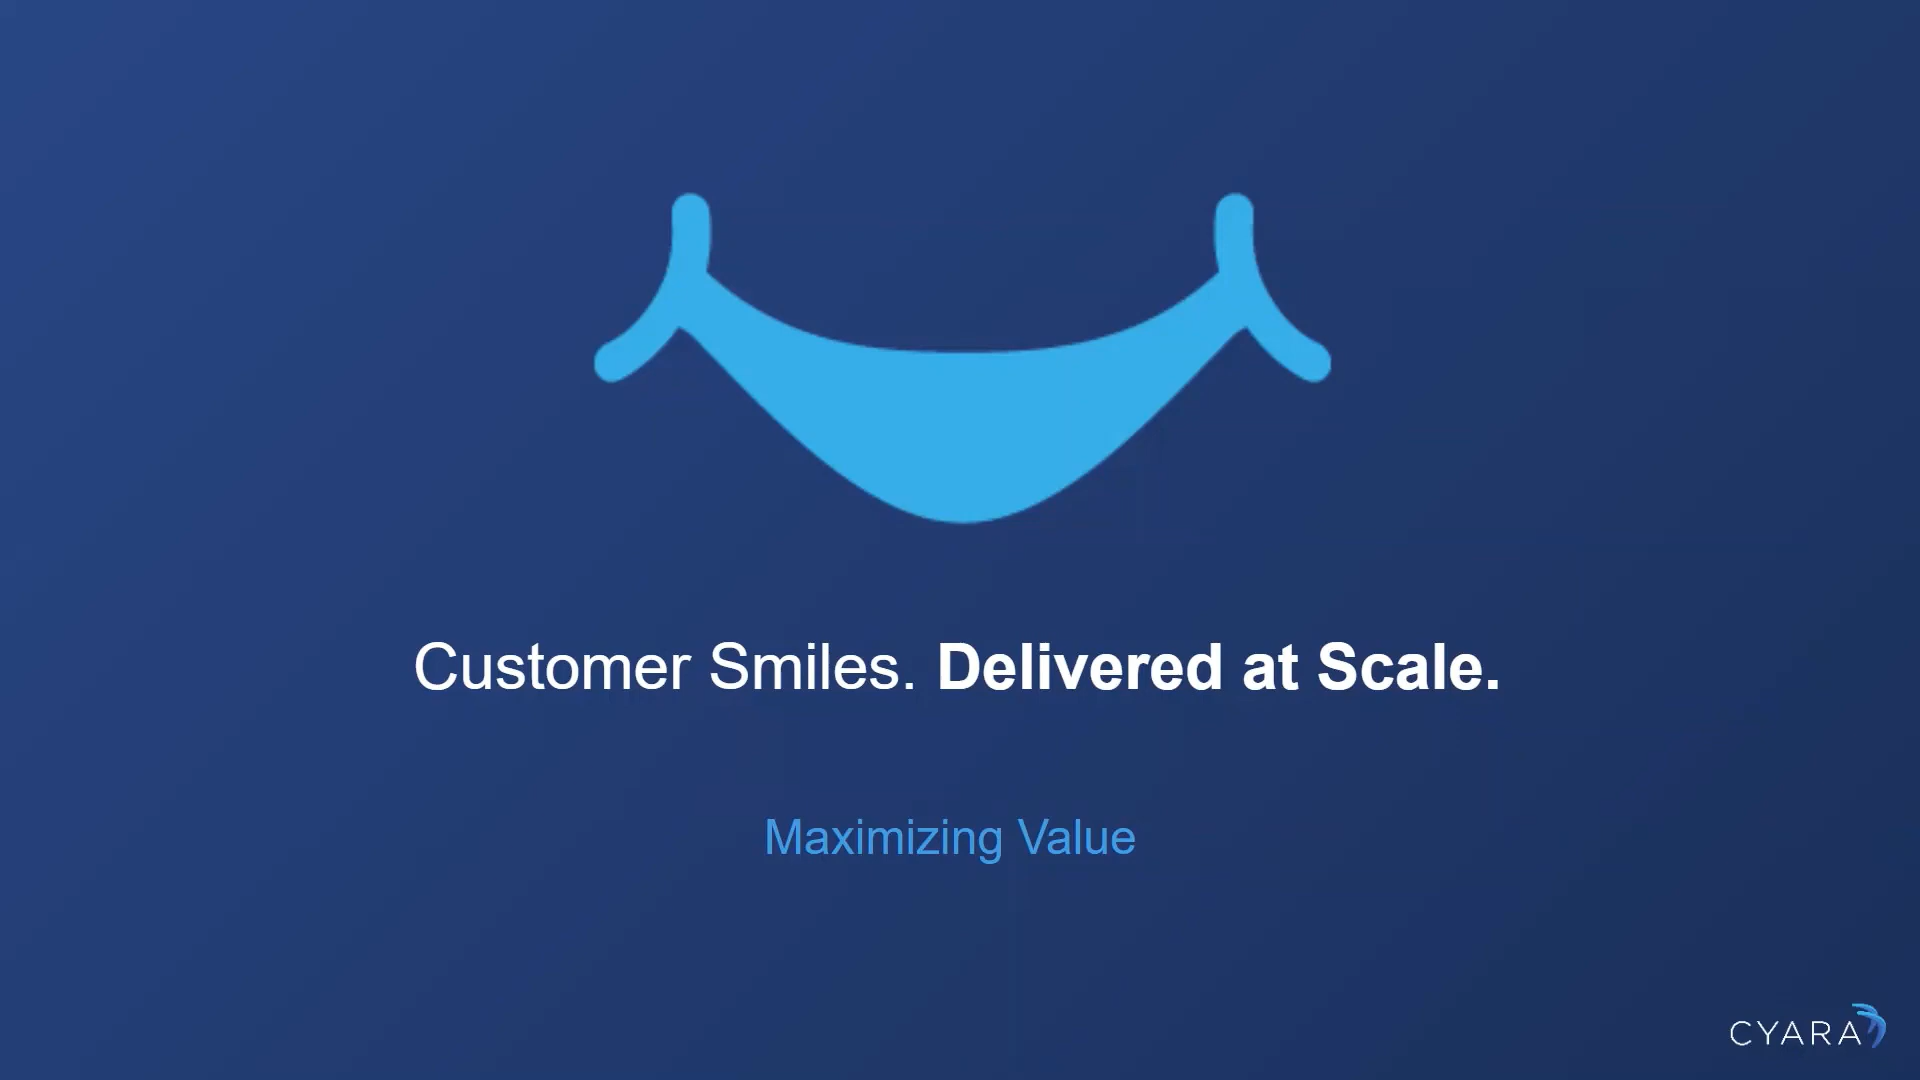 Customer Smiles. Delivered at Scale.
Maximizing Value
CYARA